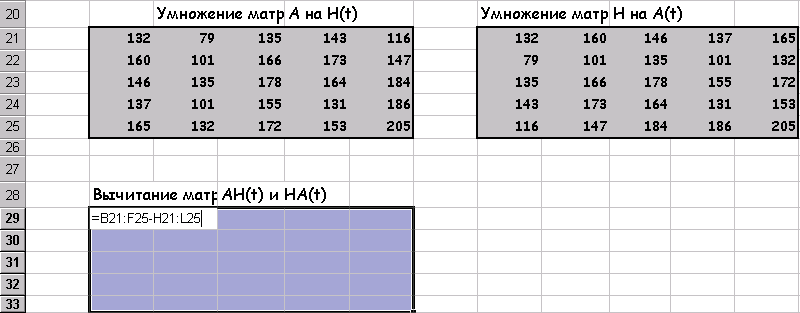 20 Умножение матр А на Н(t) Умножение матр Н на А(t)
21 132 79 135 143 116 132 160 146 137 165
22 160 101 166 173 147 79 101 135 101 132
23 146 135 178 164 184 135 166 178 155 172
24 137 101 155 131 186 143 173 164 131 153
25 165 132 172 153 205 116 147 184 186 205
26
27
28 Вычитание матр АН(t) и НА(t)
29 =B21:F25-H21:L25
30
31
32
33